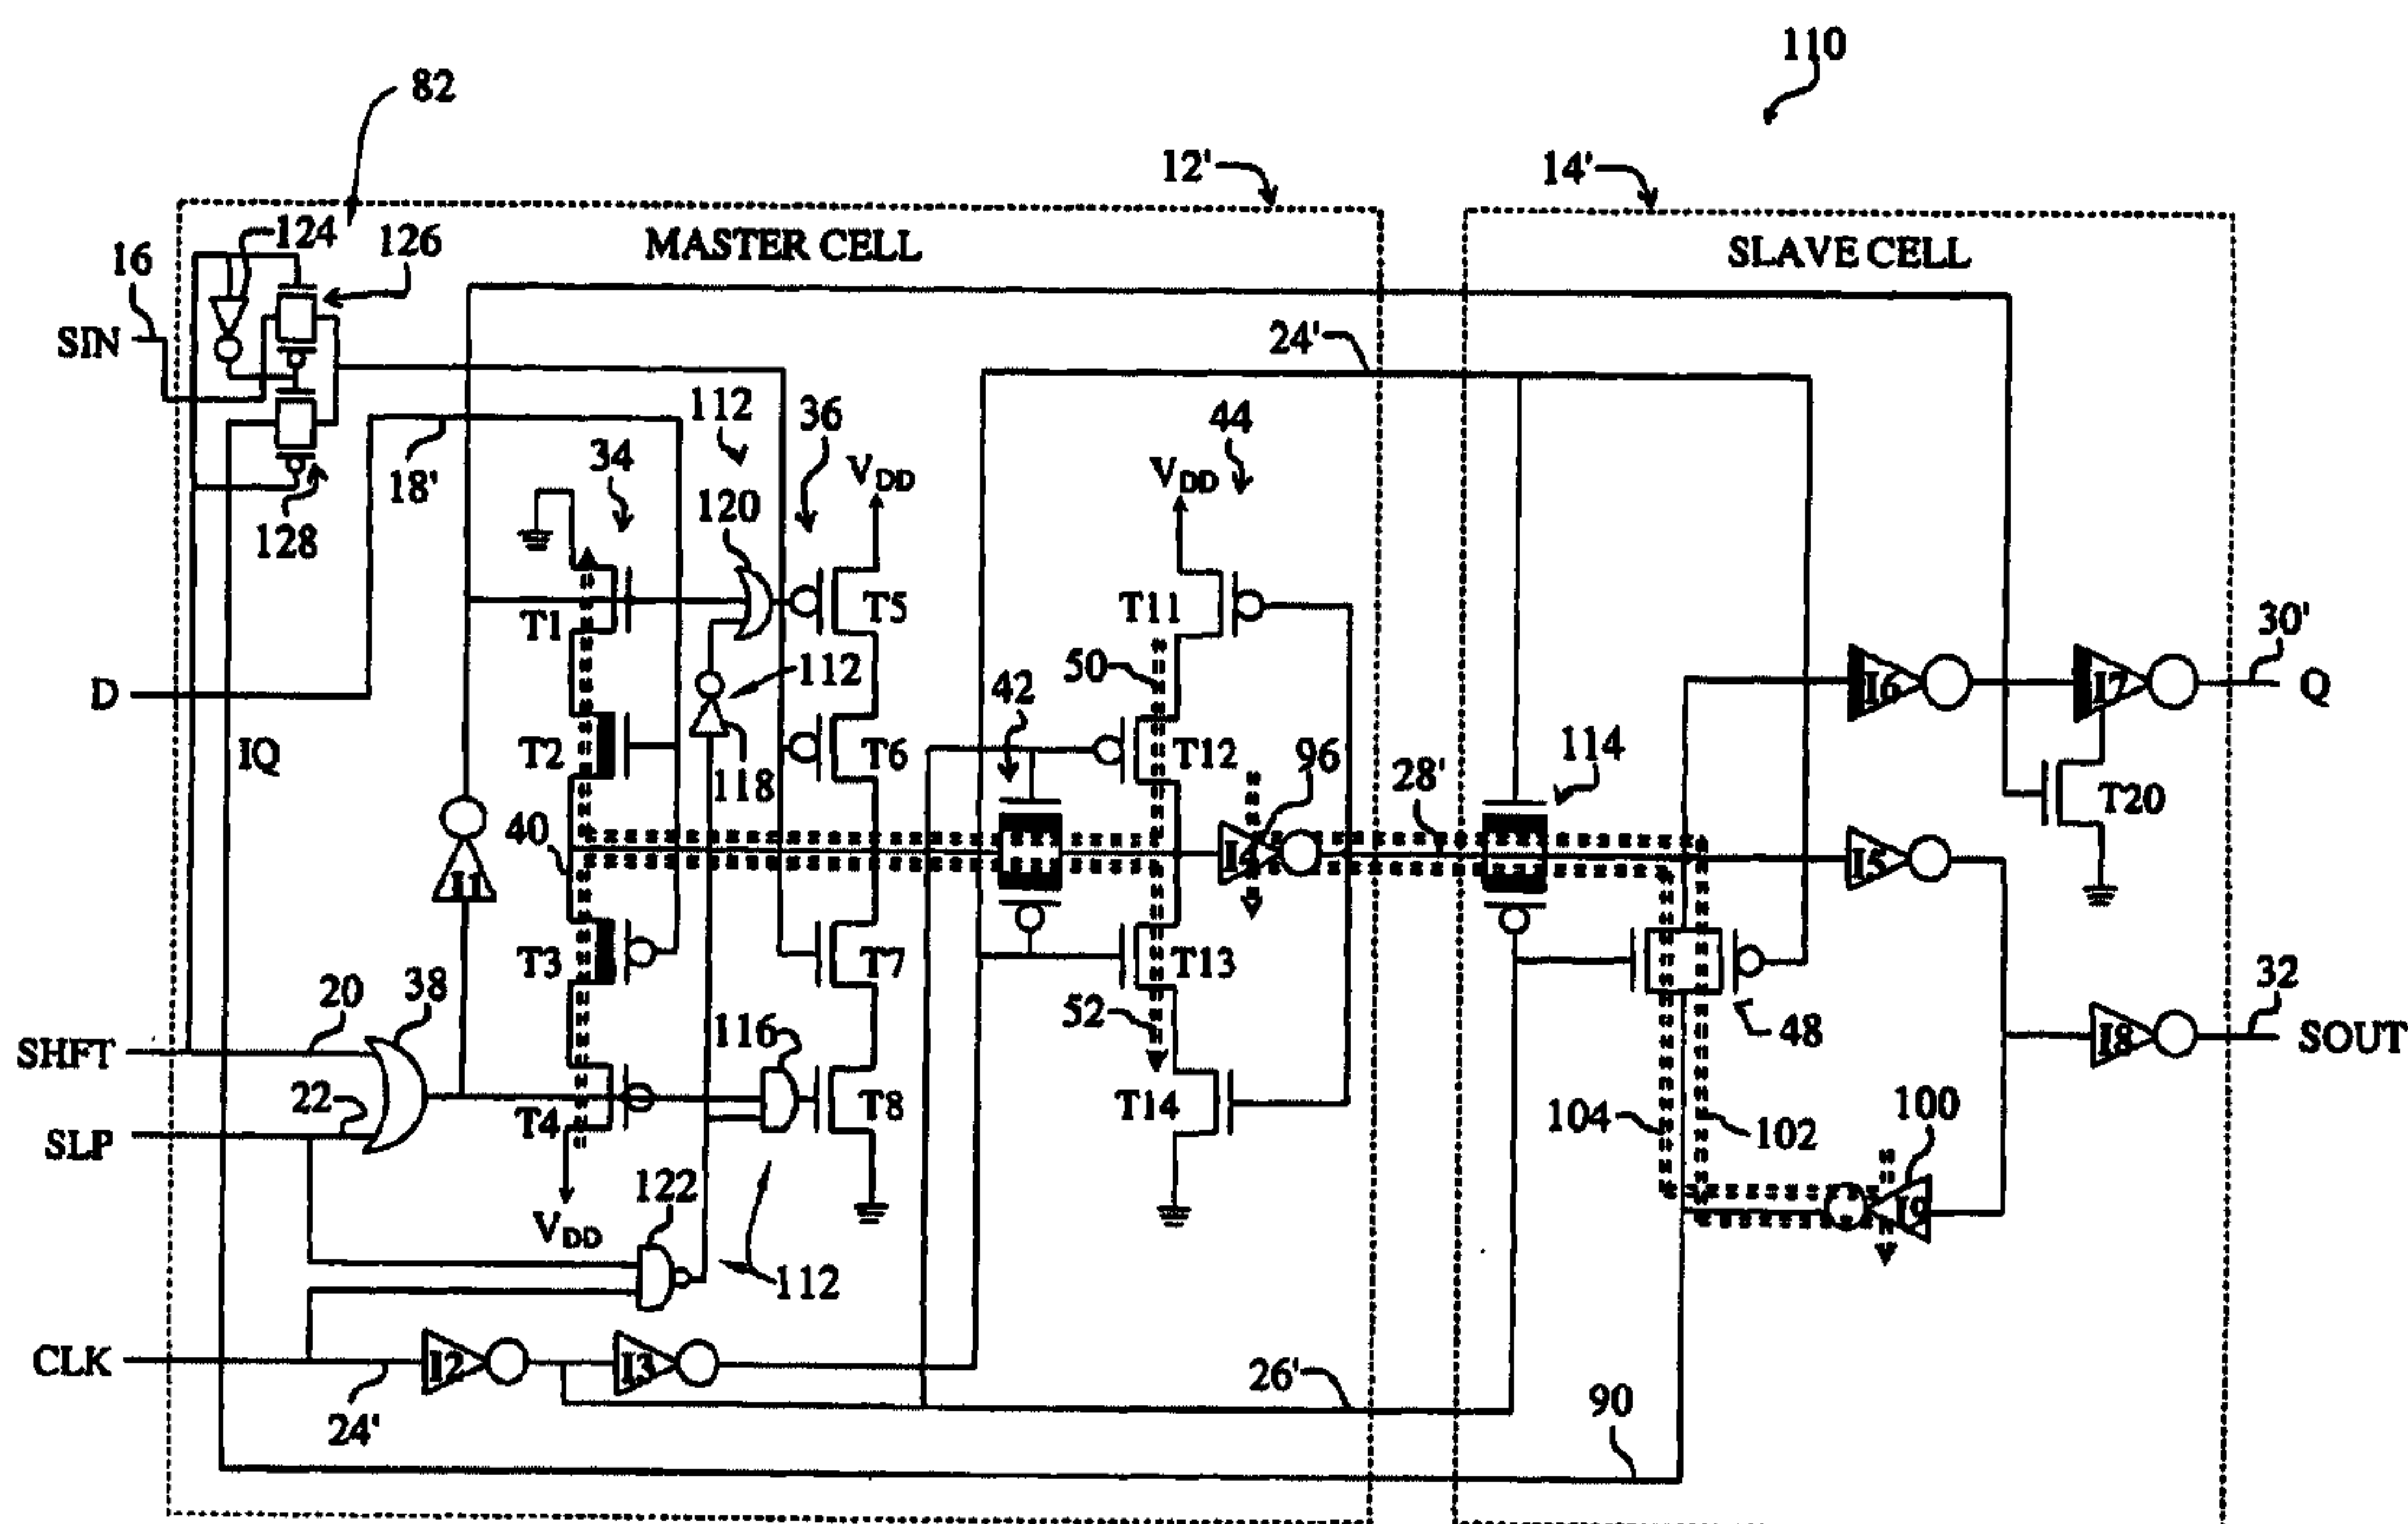 110
82
12'
14'
124
126
MASTER CELL
SLAVE CELL
16
SIN
24'
112
36
44
34
18'
VDD
VDD
120
128
T1
T5
T11
30'
D
112
50
42
I6
I7
Q
IQ
T2
118
T6
T12
96
28'
114
T20
40
I1
I4
I5
T3
T7
T13
20
38
116
52
48
32
SHFT
I8
SOUT
22
SLP
T4
T8
T14
104
102
100
122
I9
VDD
112
CLK
I2
I3
26'
90
24'